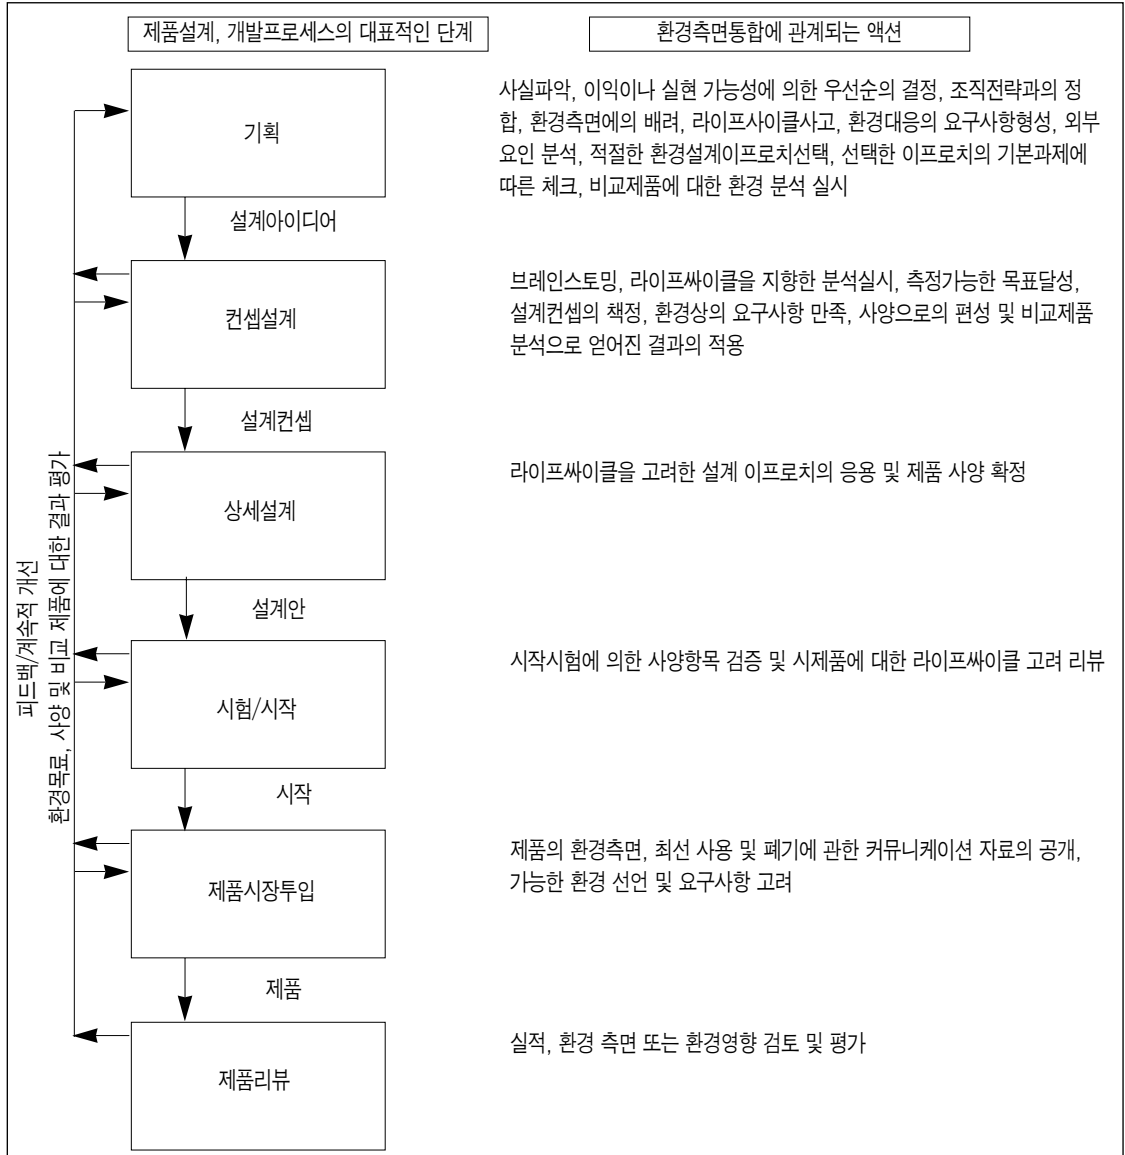 제품설계, 개발프로세스의 대표적인 단계
환경측면통합에 관계되는 액션
기획
사실파악, 이익이나 실현 가능성에 의한 우선순의 결정, 조직전략과의 정
합, 환경측면에의 배려, 라이프사이클사고, 환경대응의 요구사항형성, 외부
요인 분석, 적절한 환경설계이프로치선택, 선택한 이프로치의 기본과제에
따른 체크, 비교제품에 대한 환경 분석 실시
설계아이디어
컨셉설계
브레인스토밍, 라이프싸이클을 지향한 분석실시, 측정가능한 목표달성,
설계컨셉의 책정, 환경상의 요구사항 만족, 사양으로의 편성 및 비교제품
분석으로 얻어진 결과의 적용
설계컨셉
상세설계
라이프싸이클을 고려한 설계 이프로치의 응용 및 제품 사양 확정
설계안
시험/시작
시작시험에 의한 사양항목 검증 및 시제품에 대한 라이프싸이클 고려 리뷰
시작
제품시장투입
제품의 환경측면, 최선 사용 및 폐기에 관한 커뮤니케이션 자료의 공개,
가능한 환경 선언 및 요구사항 고려
제품
제품리뷰
실적, 환경 측면 또는 환경영향 검토 및 평가
피드백/계속적 개선
환경목표, 사양 및 비교 제품에 대한 결과 평가